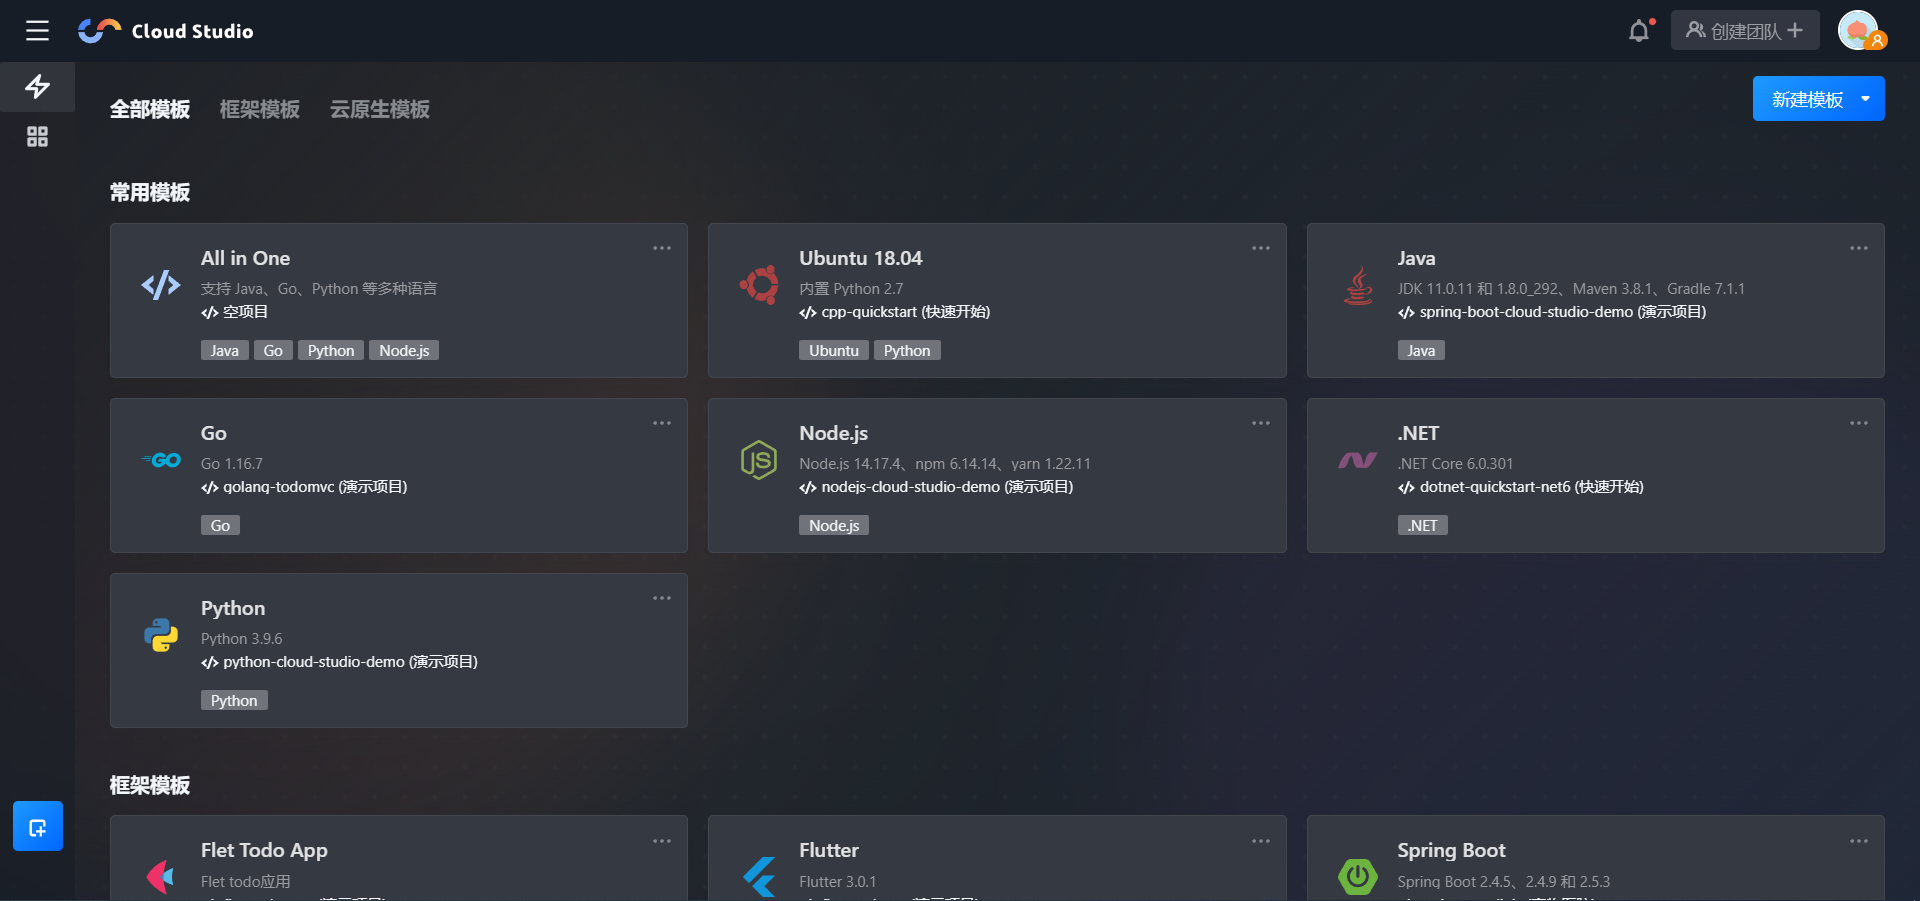 Cloud Studio
创建团队
全部模板 框架模板 云原生模板
新建模板
常用模板
All in One
支持 Java、Go、Python 等多种语言
空项目
Java Go Python Node.js
Ubuntu 18.04
内置 Python 2.7
cpp-quickstart (快速开始)
Ubuntu Python
Java
JDK 11.0.11 和 1.8.0_292、Maven 3.8.1、Gradle 7.1.1
spring-boot-cloud-studio-demo (演示项目)
Java
GO
Go
Go 1.16.7
golang-todomvc (演示项目)
Go
JS
Node.js
Node.js 14.17.4、npm 6.14.14、yarn 1.22.11
nodejs-cloud-studio-demo (演示项目)
Node.js
.NET
.NET Core 6.0.301
dotnet-quickstart-net6 (快速开始)
.NET
Python
Python 3.9.6
python-cloud-studio-demo (演示项目)
Python
框架模板
Flet Todo App
Flet todo应用
Flutter
Flutter 3.0.1
Spring Boot
Spring Boot 2.4.5、2.4.9 和 2.5.3